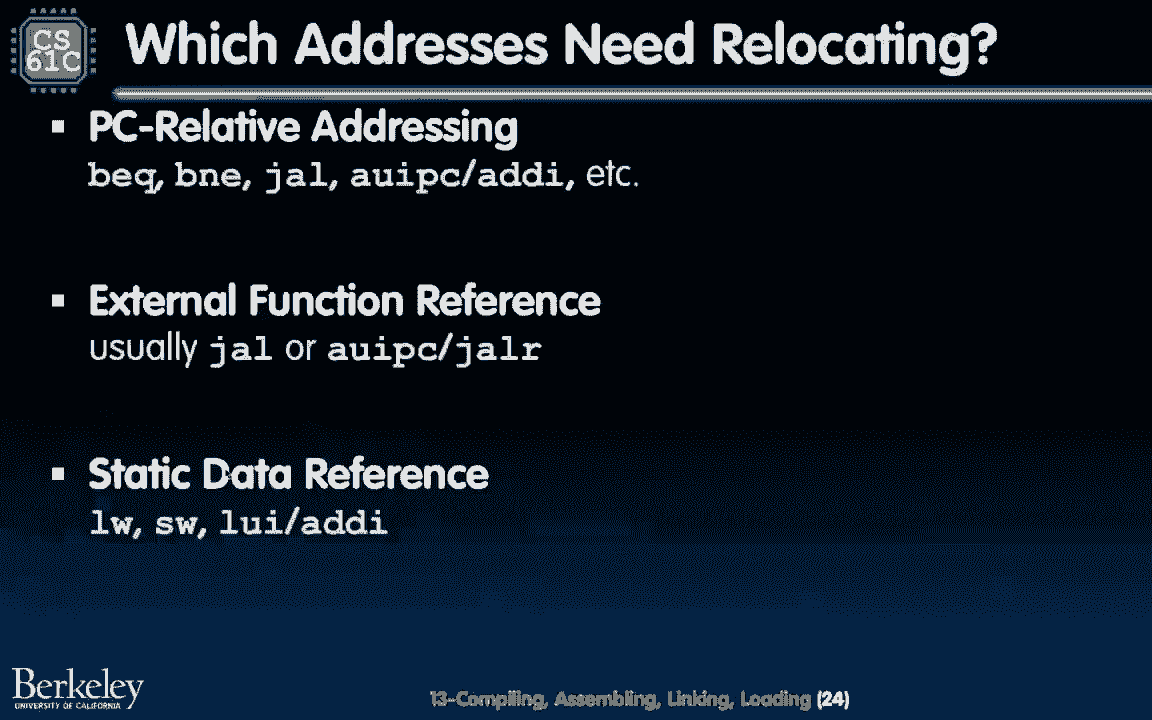 CS
61C
Which Addresses Need Relocating?
▪ PC-Relative Addressing
beq, bne, jal, auipc/addi, etc.
▪ External Function Reference
usually jal or auipc/jalr
▪ Static Data Reference
lw, sw, lui/addi
Berkeley
UNIVERSITY OF CALIFORNIA
13-Compiling, Assembling, Linking, Loading (24)